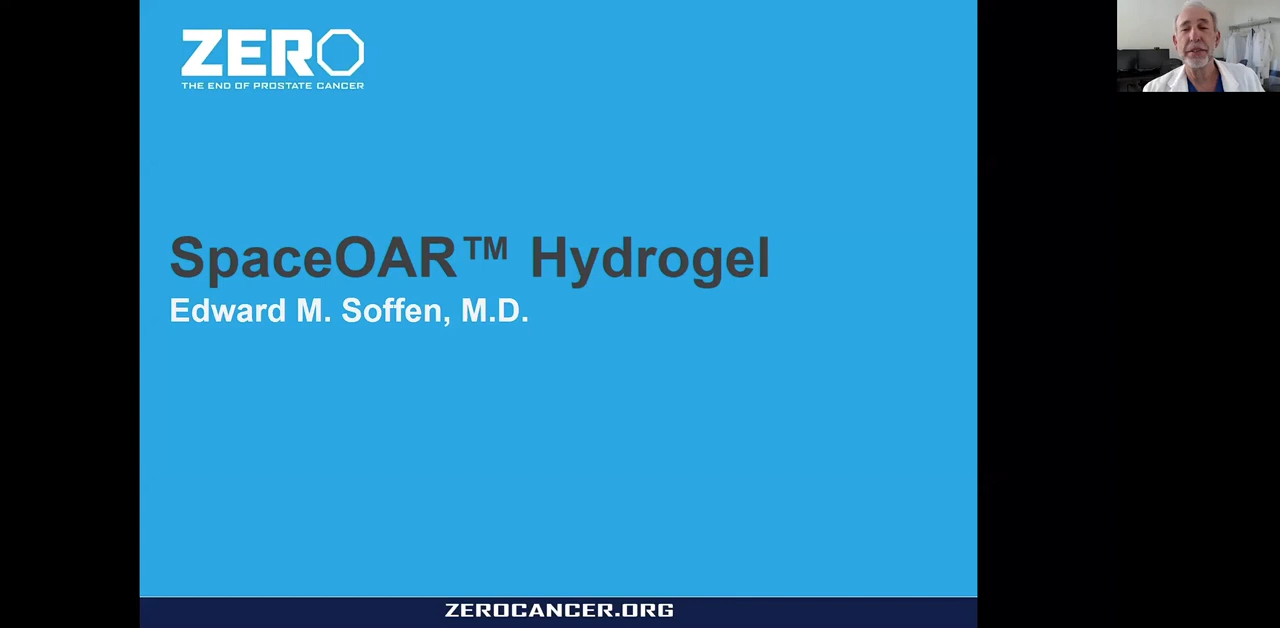 ZERO
THE END OF PROSTATE CANCER
SpaceOAR™ Hydrogel
Edward M. Soffen, M.D.
ZEROCANCER.ORG